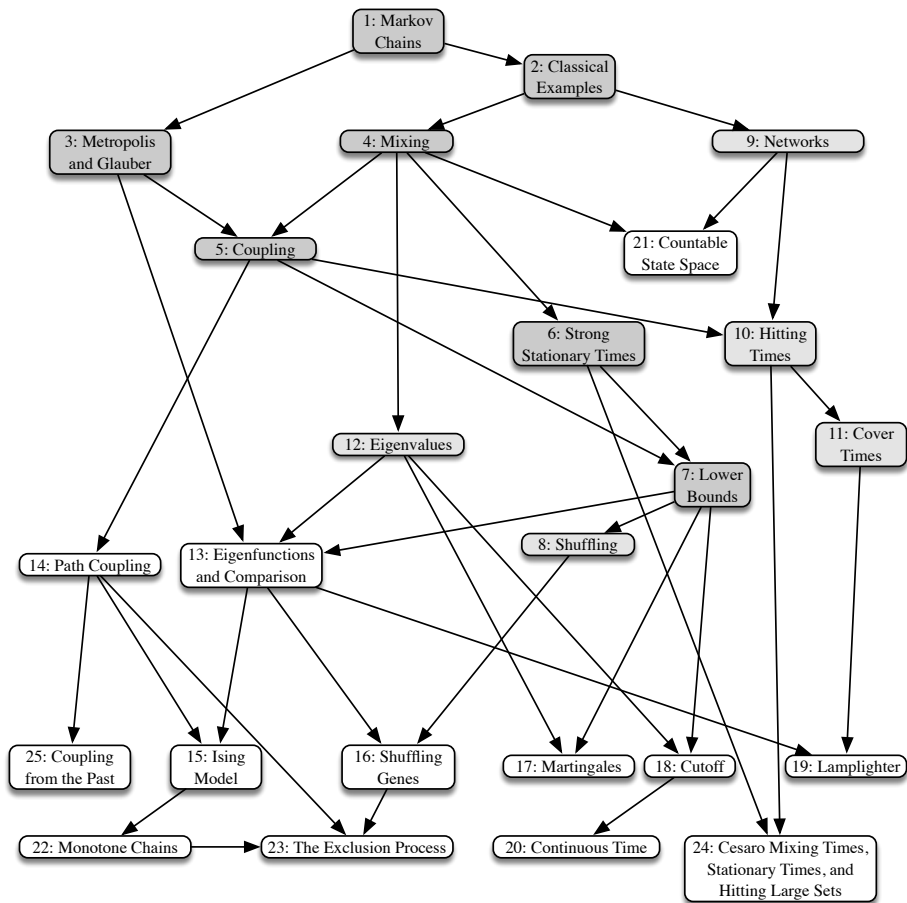 1: Markov
Chains
2: Classical
Examples
3: Metropolis
and Glauber
4: Mixing
9: Networks
5: Coupling
21: Countable
State Space
6: Strong
Stationary Times
10: Hitting
Times
12: Eigenvalues
11: Cover
Times
7: Lower
Bounds
8: Shuffling
14: Path Coupling
13: Eigenfunctions
and Comparison
25: Coupling
from the Past
15: Ising
Model
16: Shuffling
Genes
17: Martingales
18: Cutoff
19: Lamplighter
22: Monotone Chains
23: The Exclusion Process
20: Continuous Time
24: Cesaro Mixing Times,
Stationary Times, and
Hitting Large Sets